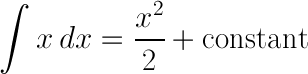 ∫ x dx = x²/2 + constant